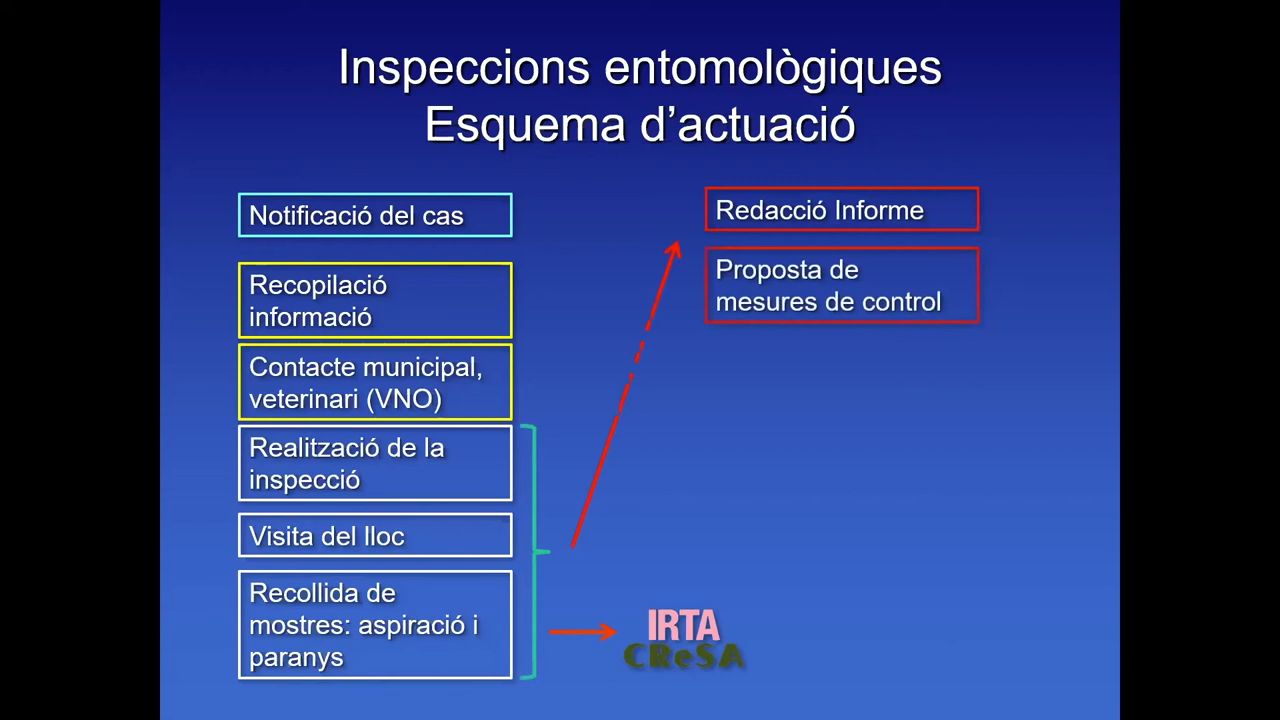 Inspeccions entomològiques
Esquema d’actuació
Notificació del cas
Recopilació
informació
Contacte municipal,
veterinari (VNO)
Realització de la
inspecció
Visita del lloc
Recollida de
mostres: aspiració i
paranys
Redacció Informe
Proposta de
mesures de control
IRTA
CReSA